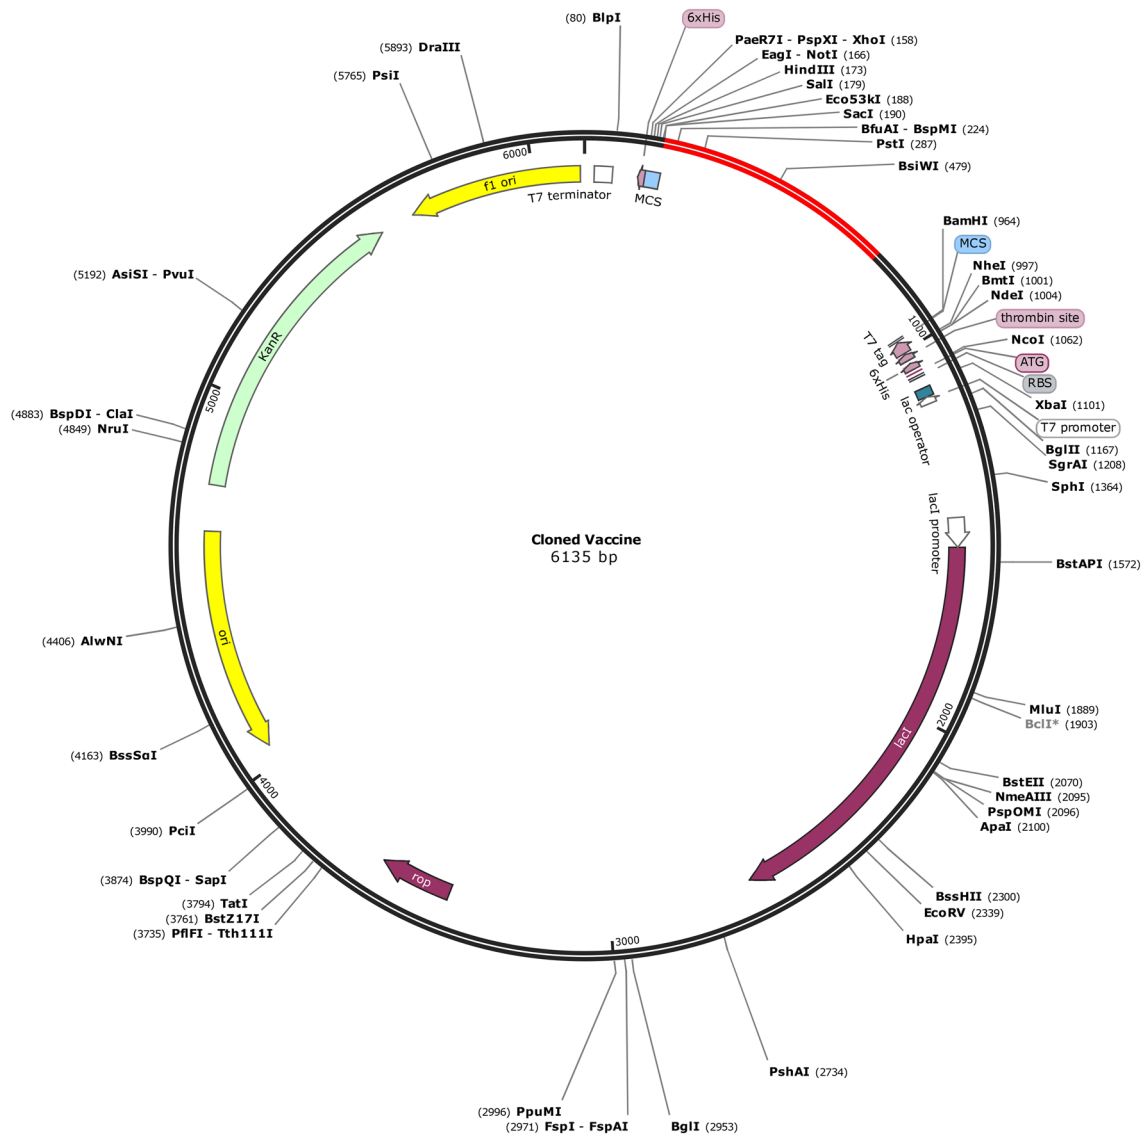 (80) BlpI
6xHis
PaeR7I - PspXI - XhoI (158)
EagI - NotI (166)
HindIII (173)
SalI (179)
Eco53kI (188)
SacI (190)
BfuAI - BspMI (224)
PstI (287)
BsiWI (479)
(5893) DraIII
(5765) PsiI
6000
f1 ori
T7 terminator
MCS
BamHI (964)
MCS
NheI (997)
BmtI (1001)
NdeI (1004)
thrombin site
NcoI (1062)
ATG
RBS
XbaI (1101)
T7 promoter
BglII (1167)
SgrAI (1208)
SphI (1364)
1000
T7 tag
6xHis
lac operator
lacI promoter
(5192) AsiSI - PvuI
KanR
5000
(4883) BspDI - ClaI
(4849) NruI
Cloned Vaccine
6135 bp
BstAPI (1572)
ori
(4406) AlwNI
MluI (1889)
BclI* (1903)
2000
lacI
(4163) BssSαI
4000
BstEII (2070)
NmeAIII (2095)
PspOMI (2096)
ApaI (2100)
(3990) PciI
(3874) BspQI - SapI
(3794) TatI
(3761) BstZ17I
(3735) PflFI - Tth111I
rop
BssHII (2300)
EcoRV (2339)
HpaI (2395)
3000
PshAI (2734)
(2996) PpuMI
(2971) FspI - FspAI
BglI (2953)